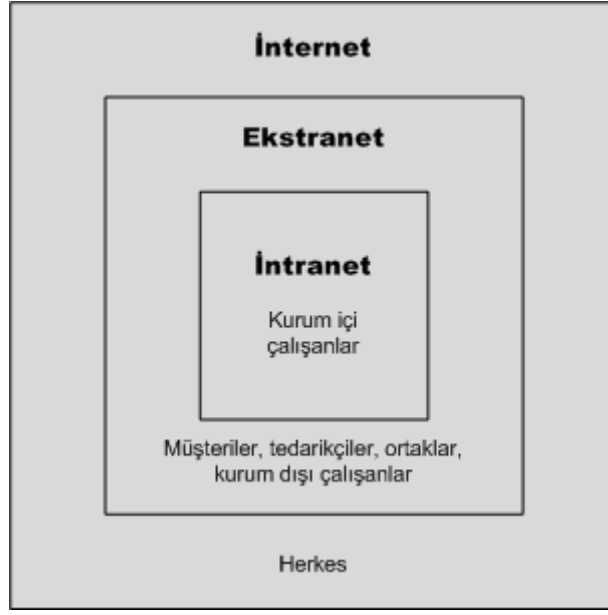 İnternet
Ekstranet
İntranet
Kurum içi
çalışanlar
Müşteriler, tedarikçiler, ortaklar,
kurum dışı çalışanlar
Herkes